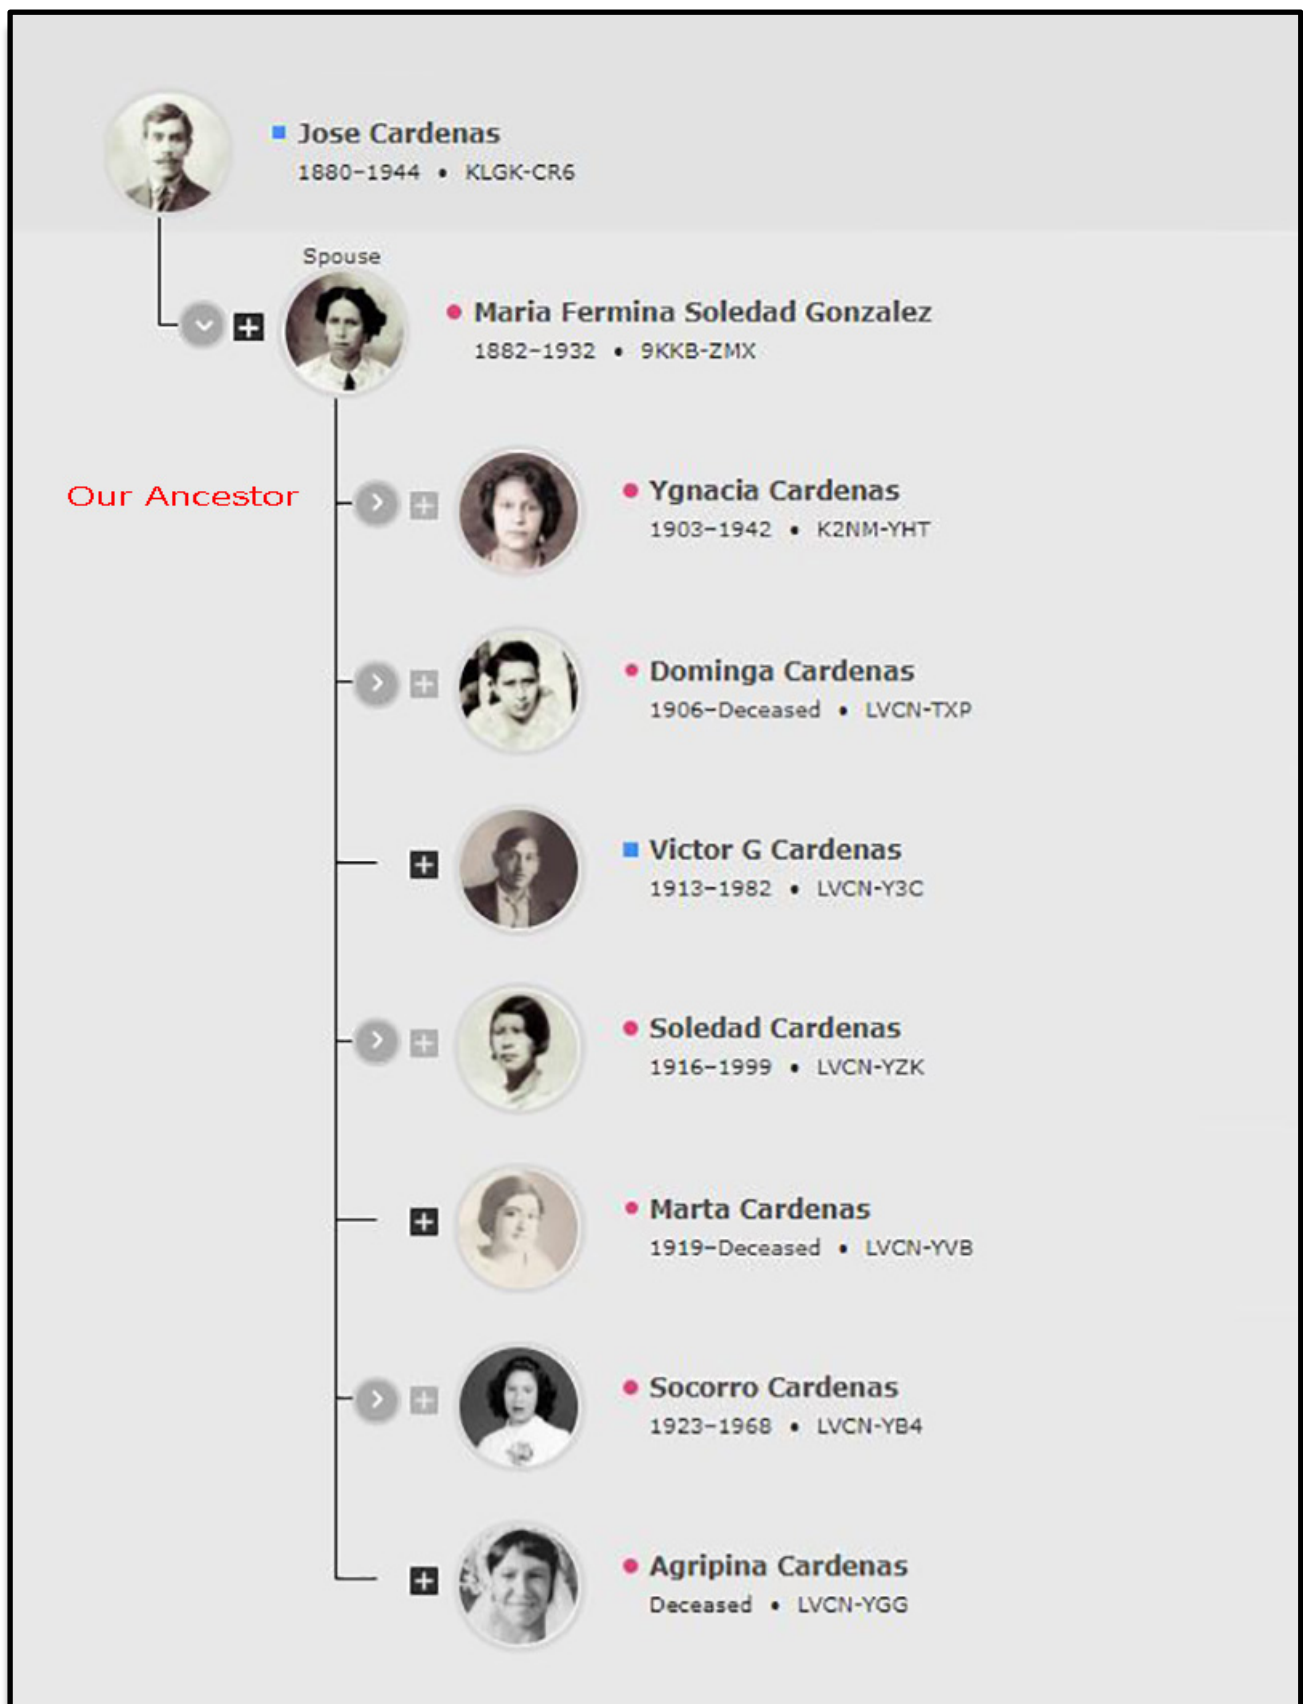 Jose Cardenas
1880–1944 • KLGK-CR6
Spouse
Maria Fermina Soledad Gonzalez
1882–1932 • 9KKB-ZMX
Our Ancestor
Ygnacia Cardenas
1903–1942 • K2NM-YHT
Dominga Cardenas
1906–Deceased • LVCN-TXP
Victor G Cardenas
1913–1982 • LVCN-Y3C
Soledad Cardenas
1916–1999 • LVCN-YZK
Marta Cardenas
1919–Deceased • LVCN-YVB
Socorro Cardenas
1923–1968 • LVCN-YB4
Agripina Cardenas
Deceased • LVCN-YGG